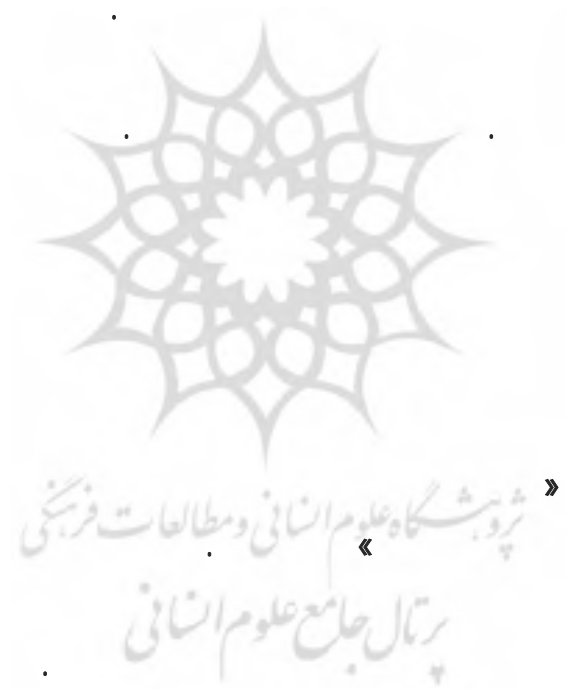 پژوهشگاه علوم انسانی و مطالعات فرهنگی
پرتال جامع علوم انسانی